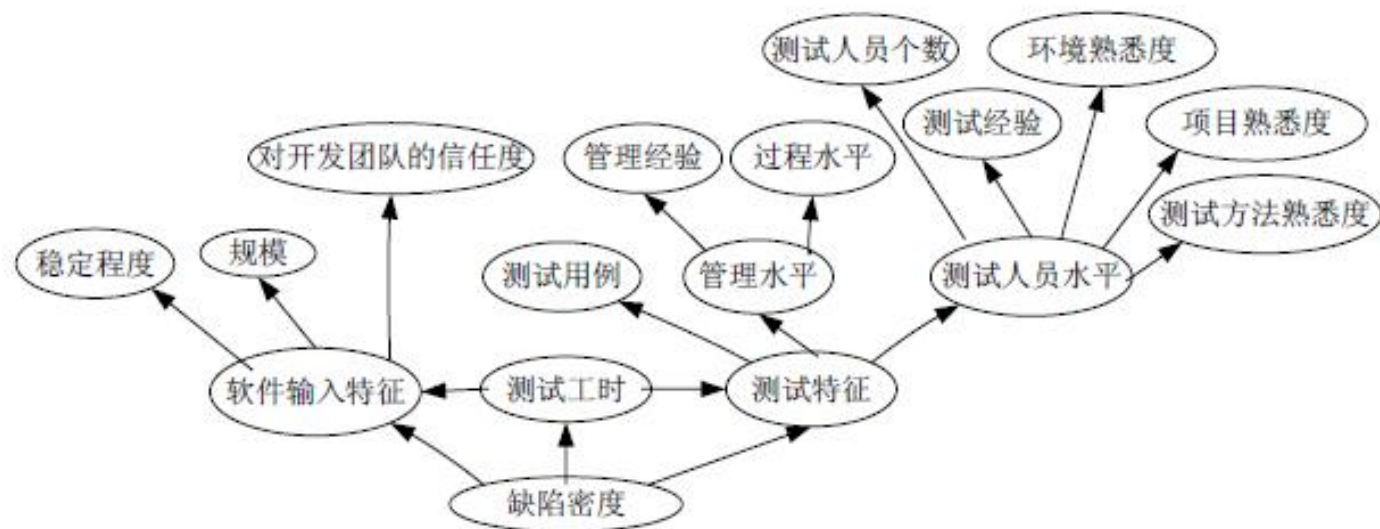 测试人员个数
环境熟悉度
测试经验
项目熟悉度
对开发团队的信任度
管理经验
过程水平
测试方法熟悉度
稳定程度
规模
测试用例
管理水平
测试人员水平
软件输入特征
测试工时
测试特征
缺陷密度